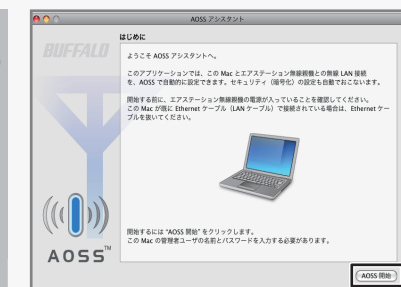 AOSS アシスタント
はじめに
BUFFALO
ようこそ AOSS アシスタントへ。
このアプリケーションでは、この Mac とエアステーション無線親機との無線 LAN 接続
を、AOSS で自動的に設定できます。セキュリティ（暗号化）の設定も自動でおこないます。
開始する前に、エアステーション無線親機の電源が入っていることを確認してください。
この Mac が既に Ethernet ケーブル（LAN ケーブル）で接続されている場合は、Ethernet ケー
ブルを抜いてください。
開始するには "AOSS 開始" をクリックします。
この Mac の管理者ユーザの名前とパスワードを入力する必要があります。
AOSS™
AOSS 開始